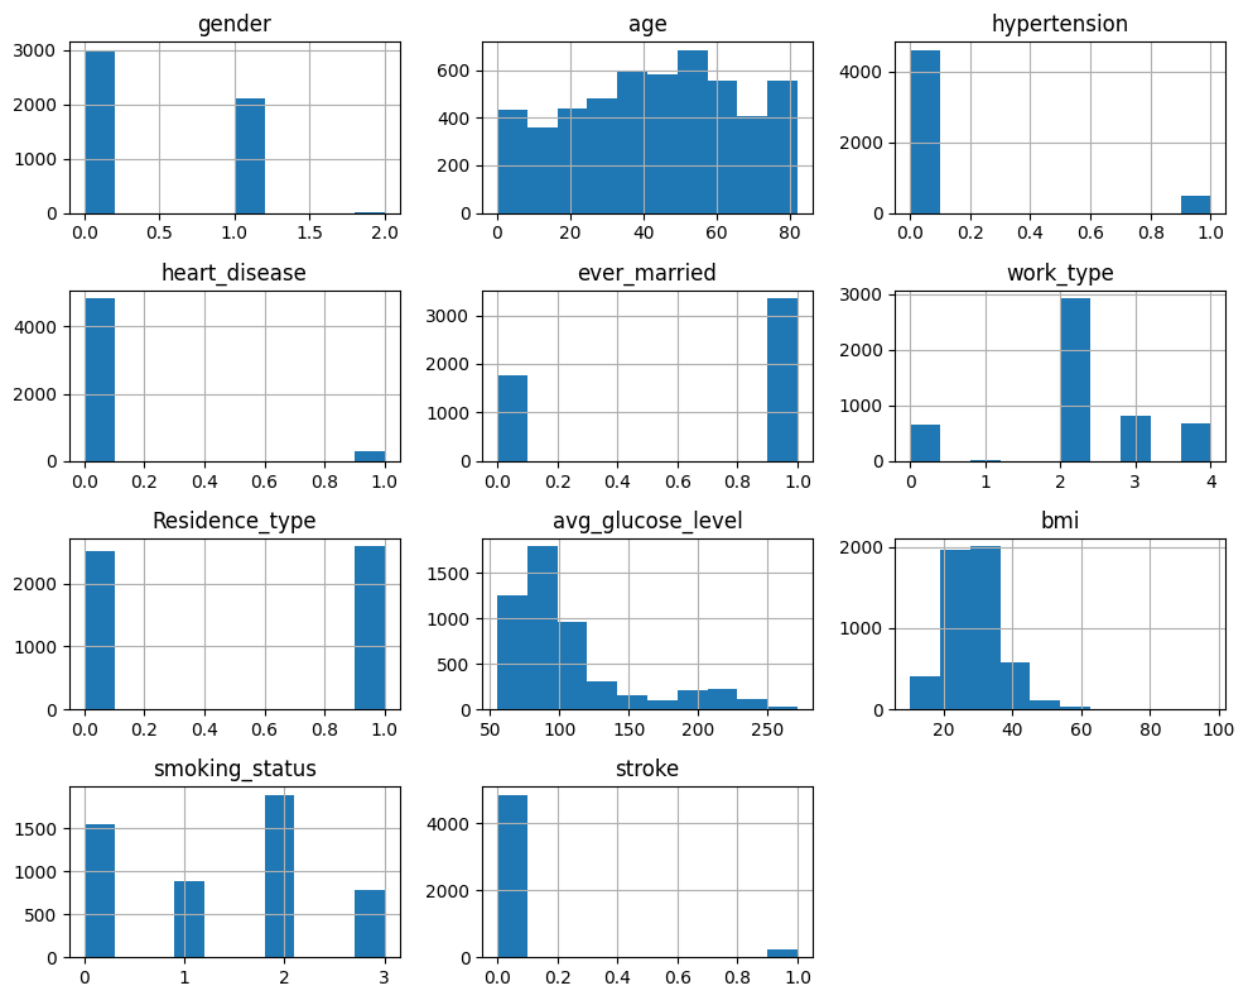 gender
3000
2000
1000
0
0.0 0.5 1.0 1.5 2.0
age
600
400
200
0
0 20 40 60 80
hypertension
4000
2000
0
0.0 0.2 0.4 0.6 0.8 1.0
heart_disease
4000
2000
0
0.0 0.2 0.4 0.6 0.8 1.0
ever_married
3000
2000
1000
0
0.0 0.2 0.4 0.6 0.8 1.0
work_type
3000
2000
1000
0
0 1 2 3 4
Residence_type
2000
1000
0
0.0 0.2 0.4 0.6 0.8 1.0
avg_glucose_level
1500
1000
500
0
50 100 150 200 250
bmi
2000
1000
0
20 40 60 80 100
smoking_status
1500
1000
500
0
0 1 2 3
stroke
4000
2000
0
0.0 0.2 0.4 0.6 0.8 1.0